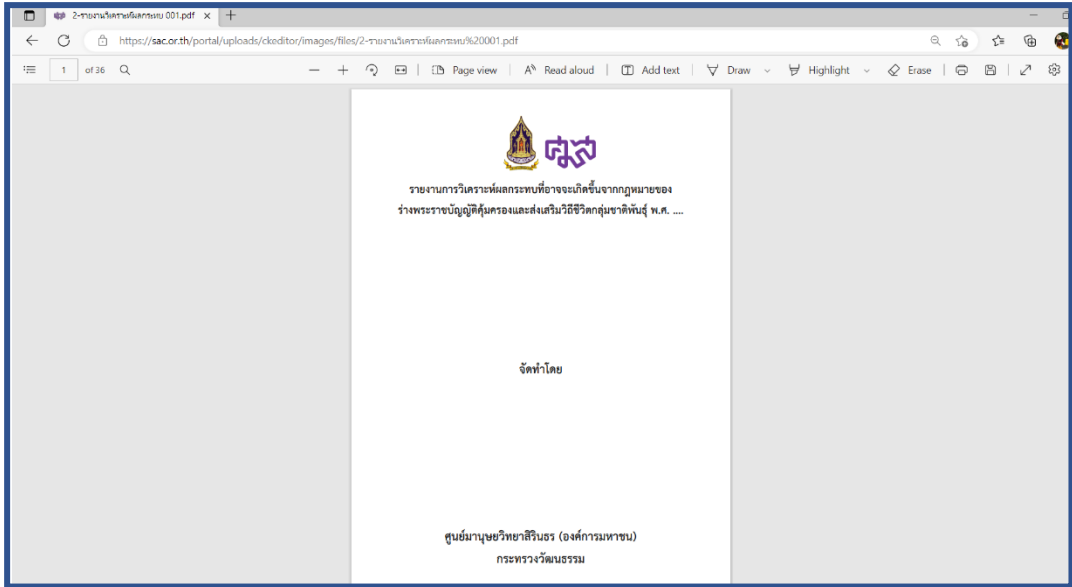 2-รายงานวิเคราะห์ผลกระทบ 001.pdf
https://sac.or.th/portal/uploads/ckeditor/images/files/2-รายงานวิเคราะห์ผลกระทบ%20001.pdf
1 of 36 Page view Read aloud Add text Draw Highlight Erase
ศมส
รายงานการวิเคราะห์ผลกระทบที่อาจจะเกิดขึ้นจากกฎหมายของ
ร่างพระราชบัญญัติคุ้มครองและส่งเสริมวิถีชีวิตกลุ่มชาติพันธุ์ พ.ศ. ....
จัดทำโดย
ศูนย์มานุษยวิทยาสิรินธร (องค์การมหาชน)
กระทรวงวัฒนธรรม